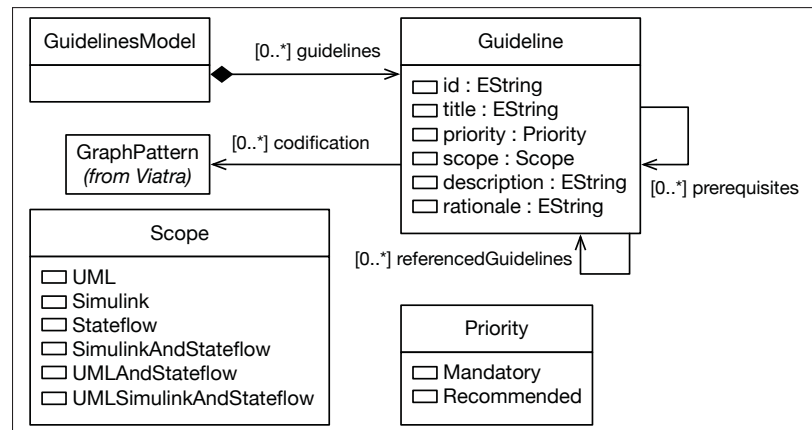 GuidelinesModel
[0..*] guidelines
Guideline
id : EString
title : EString
priority : Priority
scope : Scope
description : EString
rationale : EString
[0..*] codification
GraphPattern
(from Viatra)
[0..*] prerequisites
[0..*] referencedGuidelines
Scope
UML
Simulink
Stateflow
SimulinkAndStateflow
UMLAndStateflow
UMLSimulinkAndStateflow
Priority
Mandatory
Recommended